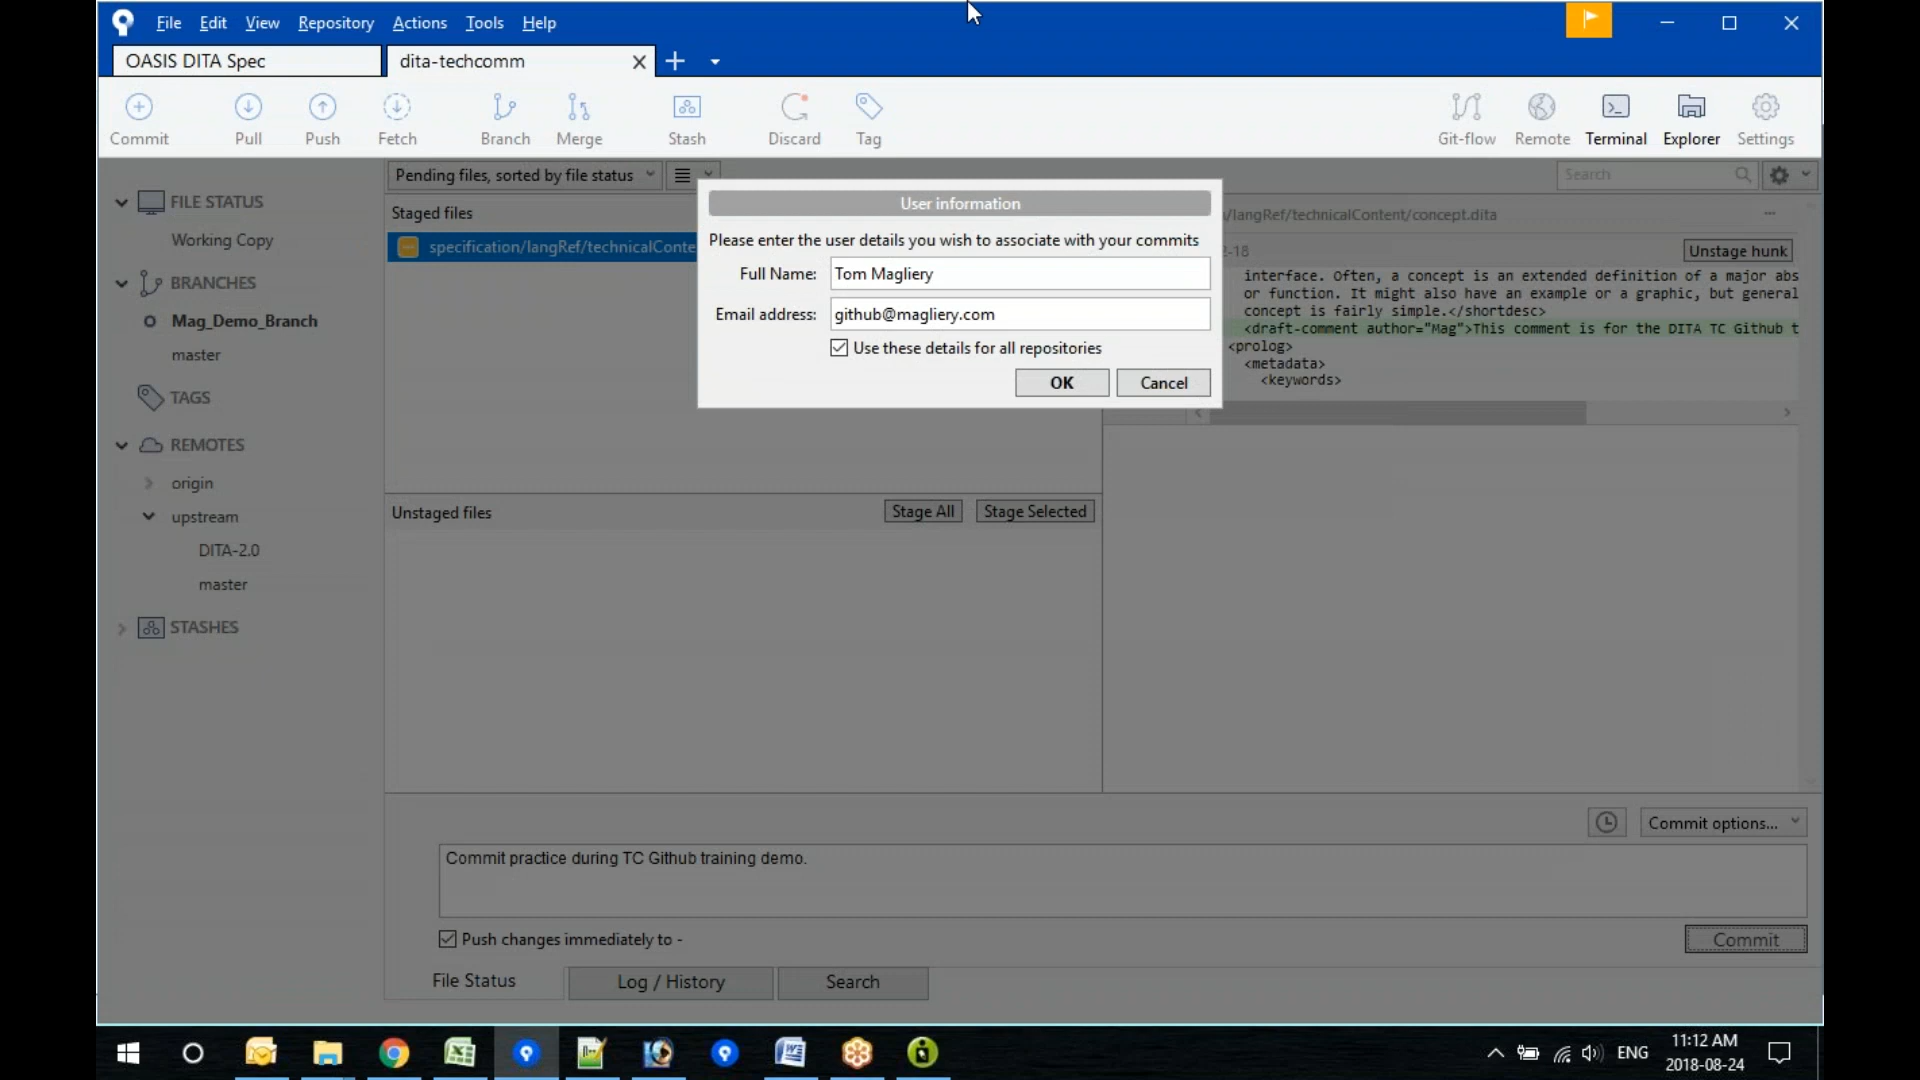 File Edit View Repository Actions Tools Help
OASIS DITA Spec
dita-techcomm
Commit Pull Push Fetch Branch Merge Stash Discard Tag Git-flow Remote Terminal Explorer Settings
Pending files, sorted by file status
Search
FILE STATUS
Working Copy
BRANCHES
Mag_Demo_Branch
master
TAGS
REMOTES
origin
upstream
DITA-2.0
master
STASHES
Staged files
specification/langRef/technicalConte
User information
Please enter the user details you wish to associate with your commits
Full Name: Tom Magliery
Email address: github@magliery.com
Use these details for all repositories
OK Cancel
/langRef/technicalContent/concept.dita
-18
Unstage hunk
interface. Often, a concept is an extended definition of a major abs
or function. It might also have an example or a graphic, but general
concept is fairly simple.</shortdesc>
<draft-comment author="Mag">This comment is for the DITA TC Github t
<prolog>
<metadata>
<keywords>
Unstaged files
Stage All Stage Selected
Commit options...
Commit practice during TC Github training demo.
Push changes immediately to -
Commit
File Status Log / History Search
ENG
11:12 AM
2018-08-24